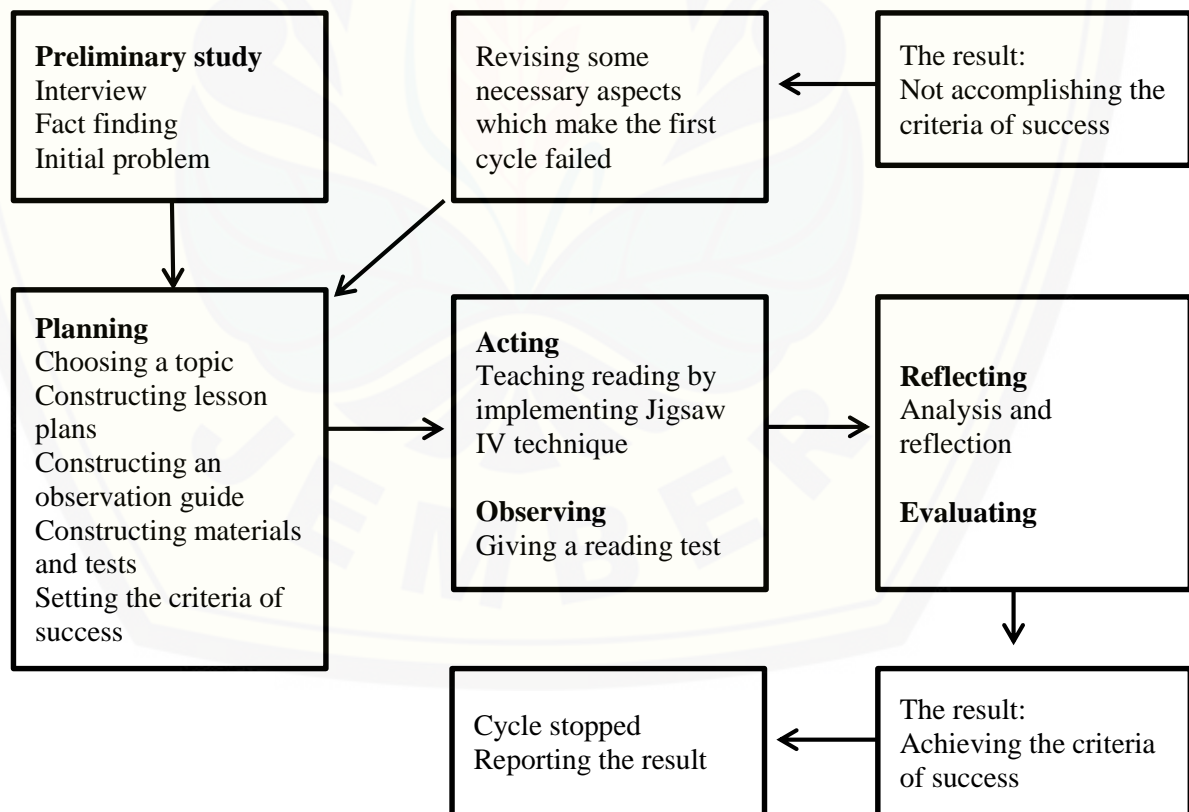 Preliminary study
Interview
Fact finding
Initial problem
Revising some
necessary aspects
which make the first
cycle failed
The result:
Not accomplishing the
criteria of success
Planning
Choosing a topic
Constructing lesson
plans
Constructing an
observation guide
Constructing materials
and tests
Setting the criteria of
success
Acting
Teaching reading by
implementing Jigsaw
IV technique
Observing
Giving a reading test
Reflecting
Analysis and
reflection
Evaluating
Cycle stopped
Reporting the result
The result:
Achieving the criteria
of success
JEMBER